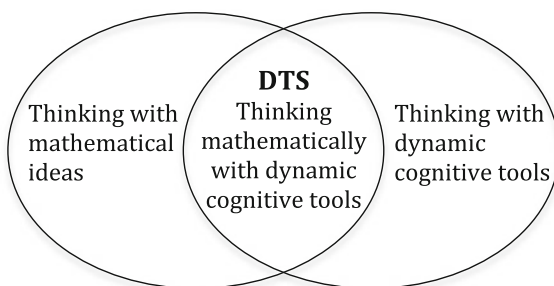 Thinking with
mathematical
ideas
DTS
Thinking
mathematically
with dynamic
cognitive tools
Thinking with
dynamic
cognitive tools